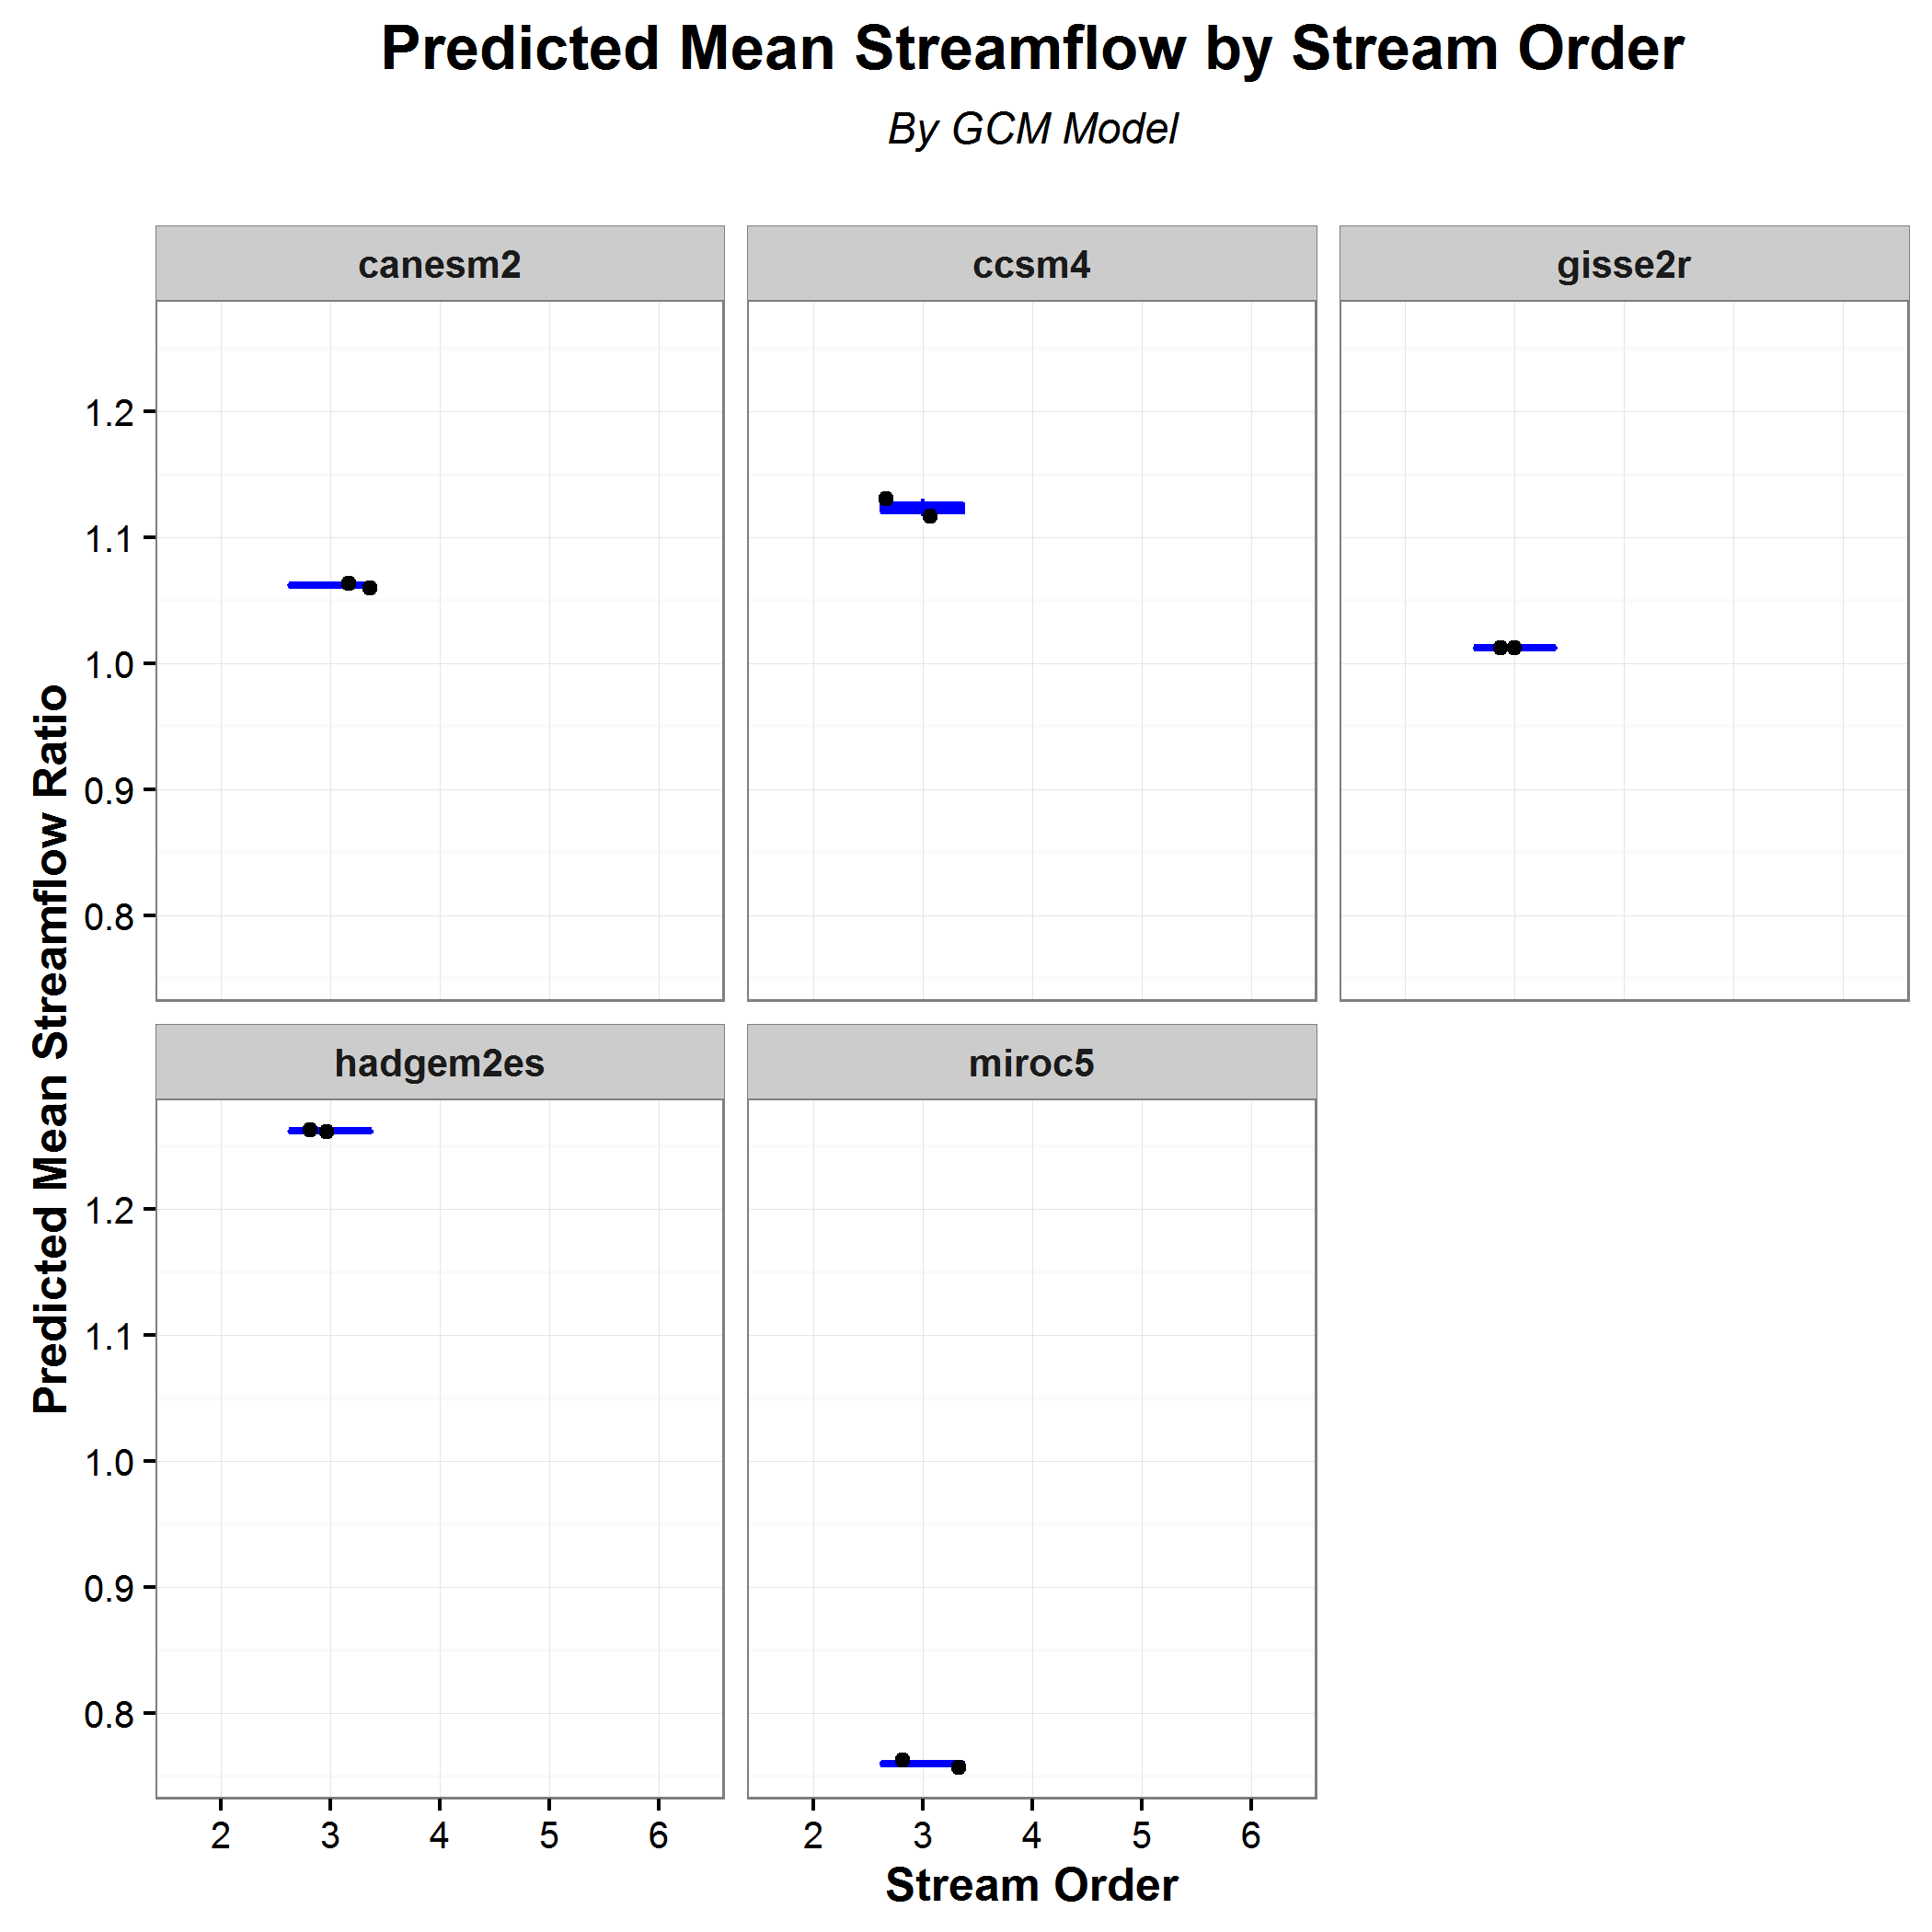 Predicted Mean Streamflow by Stream Order
By GCM Model
canesm2
ccsm4
gisse2r
1.2
1.1
1.0
0.9
0.8
Predicted Mean Streamflow Ratio
hadgem2es
miroc5
1.2
1.1
1.0
0.9
0.8
2 3 4 5 6
2 3 4 5 6
Stream Order